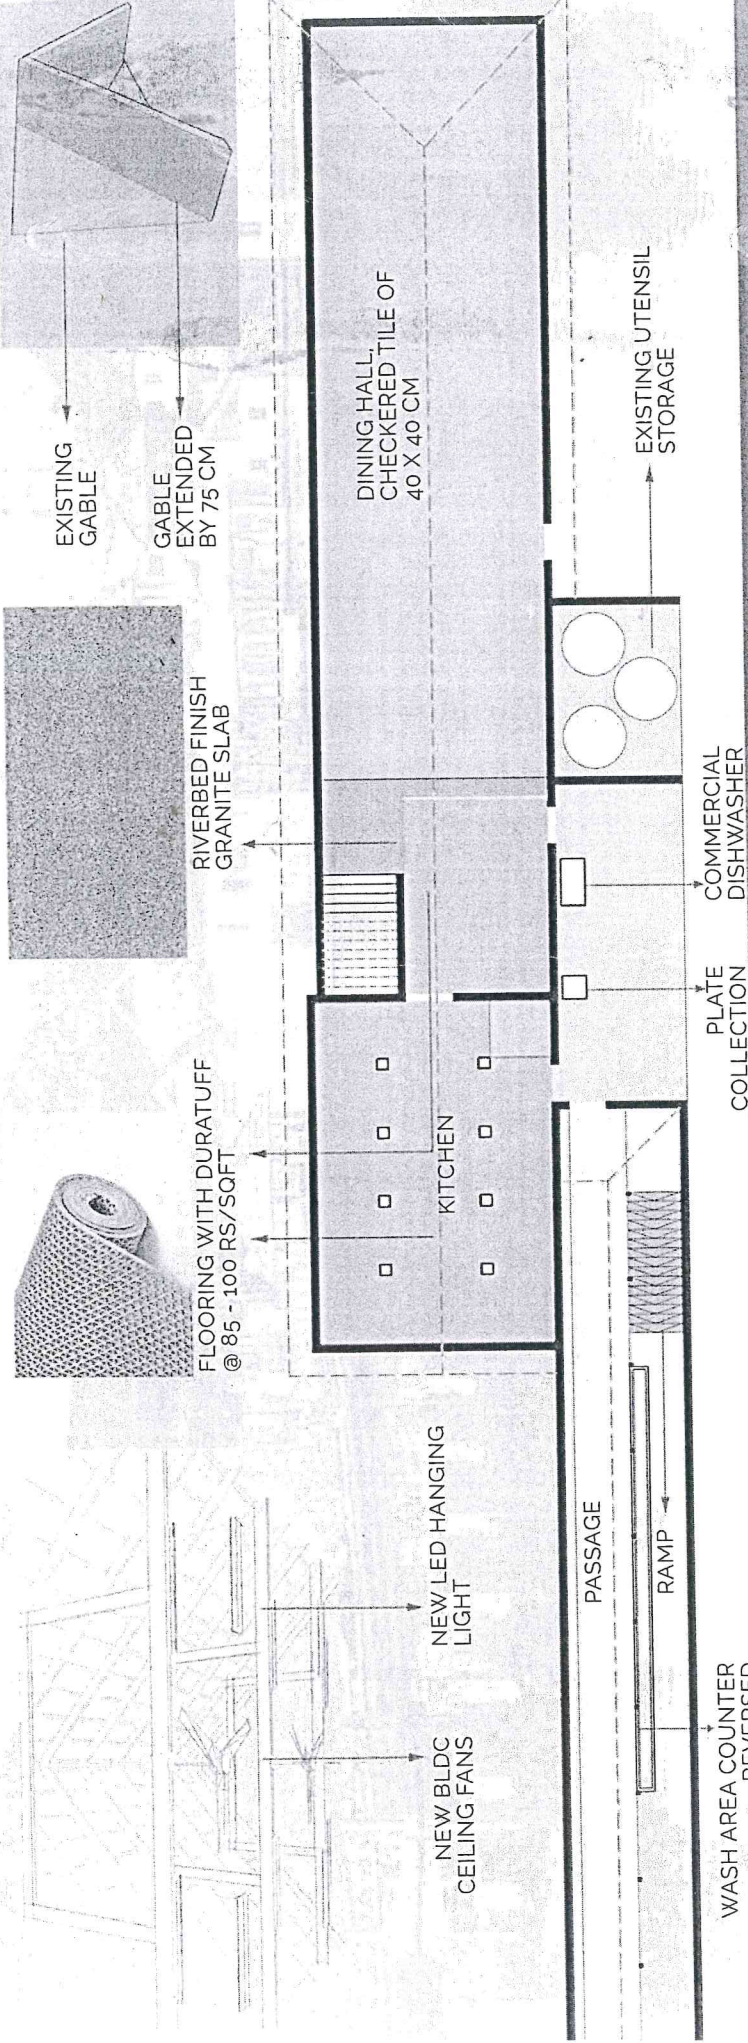 NEW BLDC
CEILING FANS
NEW LED HANGING
LIGHT
FLOORING WITH DURATUFF
@ 85 - 100 RS/SQFT
RIVERBED FINISH
GRANITE SLAB
EXISTING
GABLE
GABLE
EXTENDED
BY 75 CM
KITCHEN
DINING HALL,
CHECKERED TILE OF
40 X 40 CM
PASSAGE
RAMP
WASH AREA COUNTER
REVERSED
PLATE
COLLECTION
COMMERCIAL
DISHWASHER
EXISTING UTENSIL
STORAGE